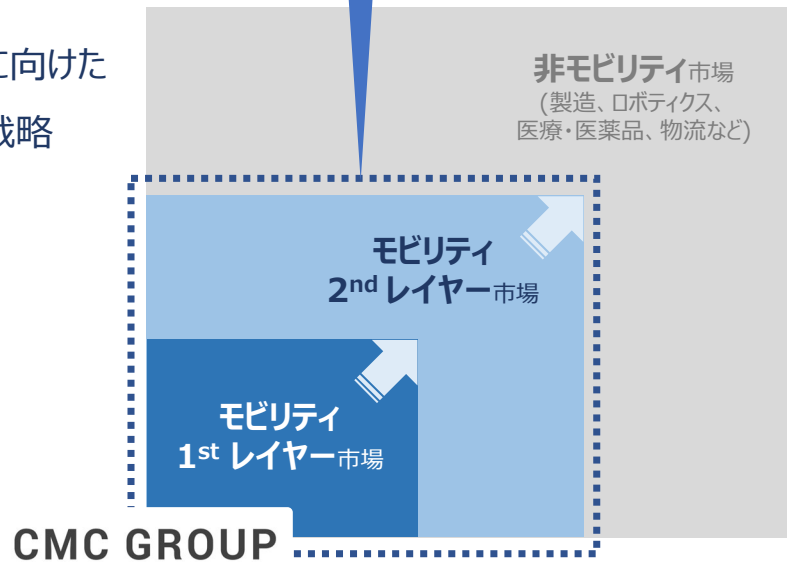 に向けた
戦略
非モビリティ市場
(製造、ロボティクス、
医療・医薬品、物流など)
モビリティ
2nd レイヤー市場
モビリティ
1st レイヤー市場
CMC GROUP